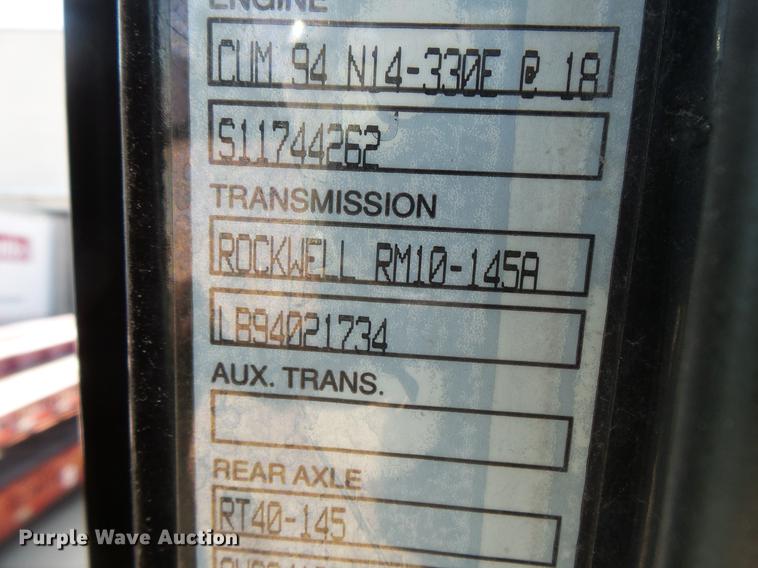 ENGINE
CUM 94 N14-330E @ 18
S11744262
TRANSMISSION
ROCKWELL RM10-145A
LB94021734
AUX. TRANS.
REAR AXLE
RT40-145
Purple Wave Auction